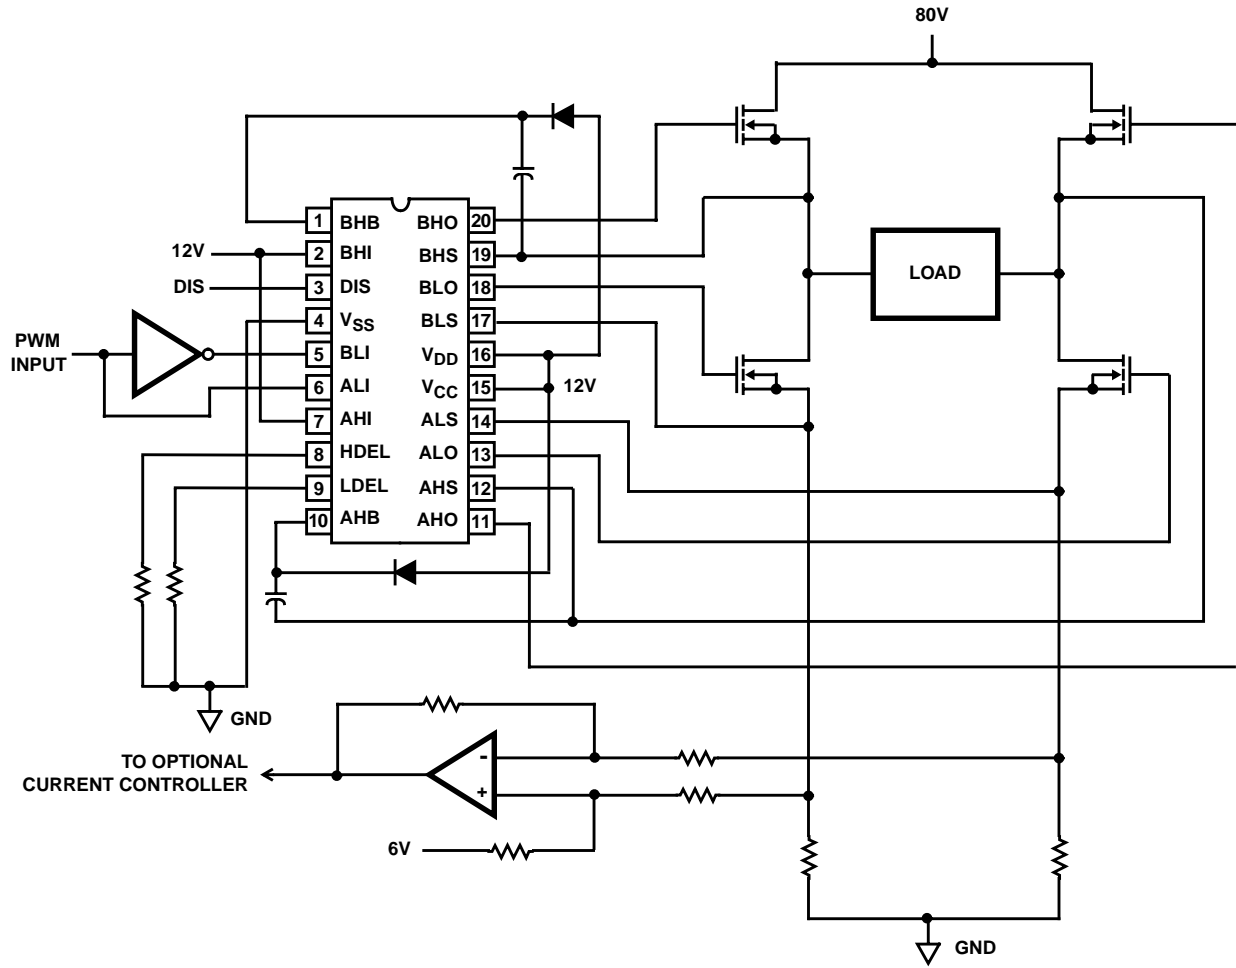 80V
1 BHB BHO 20
12V 2 BHI BHS 19
DIS 3 DIS BLO 18
4 VSS BLS 17
PWM
INPUT
5 BLI VDD 16
6 ALI VCC 15 12V
7 AHI ALS 14
8 HDEL ALO 13
9 LDEL AHS 12
10 AHB AHO 11
LOAD
GND
TO OPTIONAL
CURRENT CONTROLLER
-
+
6V
GND